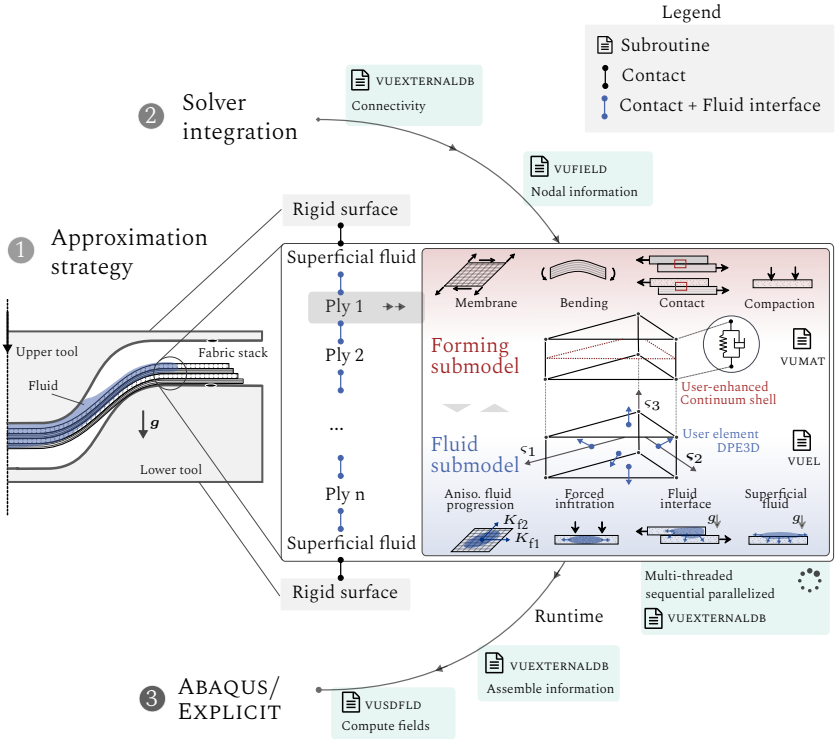 Legend
Subroutine
Contact
Contact + Fluid interface
2 Solver
integration
VUEXTERNALDB
Connectivity
VUFIELD
Nodal information
1 Approximation
strategy
Upper tool
Fabric stack
Fluid
g
Lower tool
Rigid surface
Superficial fluid
Ply 1
Ply 2
...
Ply n
Superficial fluid
Rigid surface
Membrane
Bending
Contact
Compaction
Forming
submodel
VUMAT
User-enhanced
Continuum shell
Fluid
submodel
ς3
ς1
ς2
User element
DPE3D
VUEL
Aniso. fluid
progression
Forced
infitration
Fluid
interface
Superficial
fluid
Kf2
Kf1
g
g
Multi-threaded
sequential parallelized
VUEXTERNALDB
Runtime
VUEXTERNALDB
Assemble information
3 ABAQUS/
EXPLICIT
VUSDFLD
Compute fields